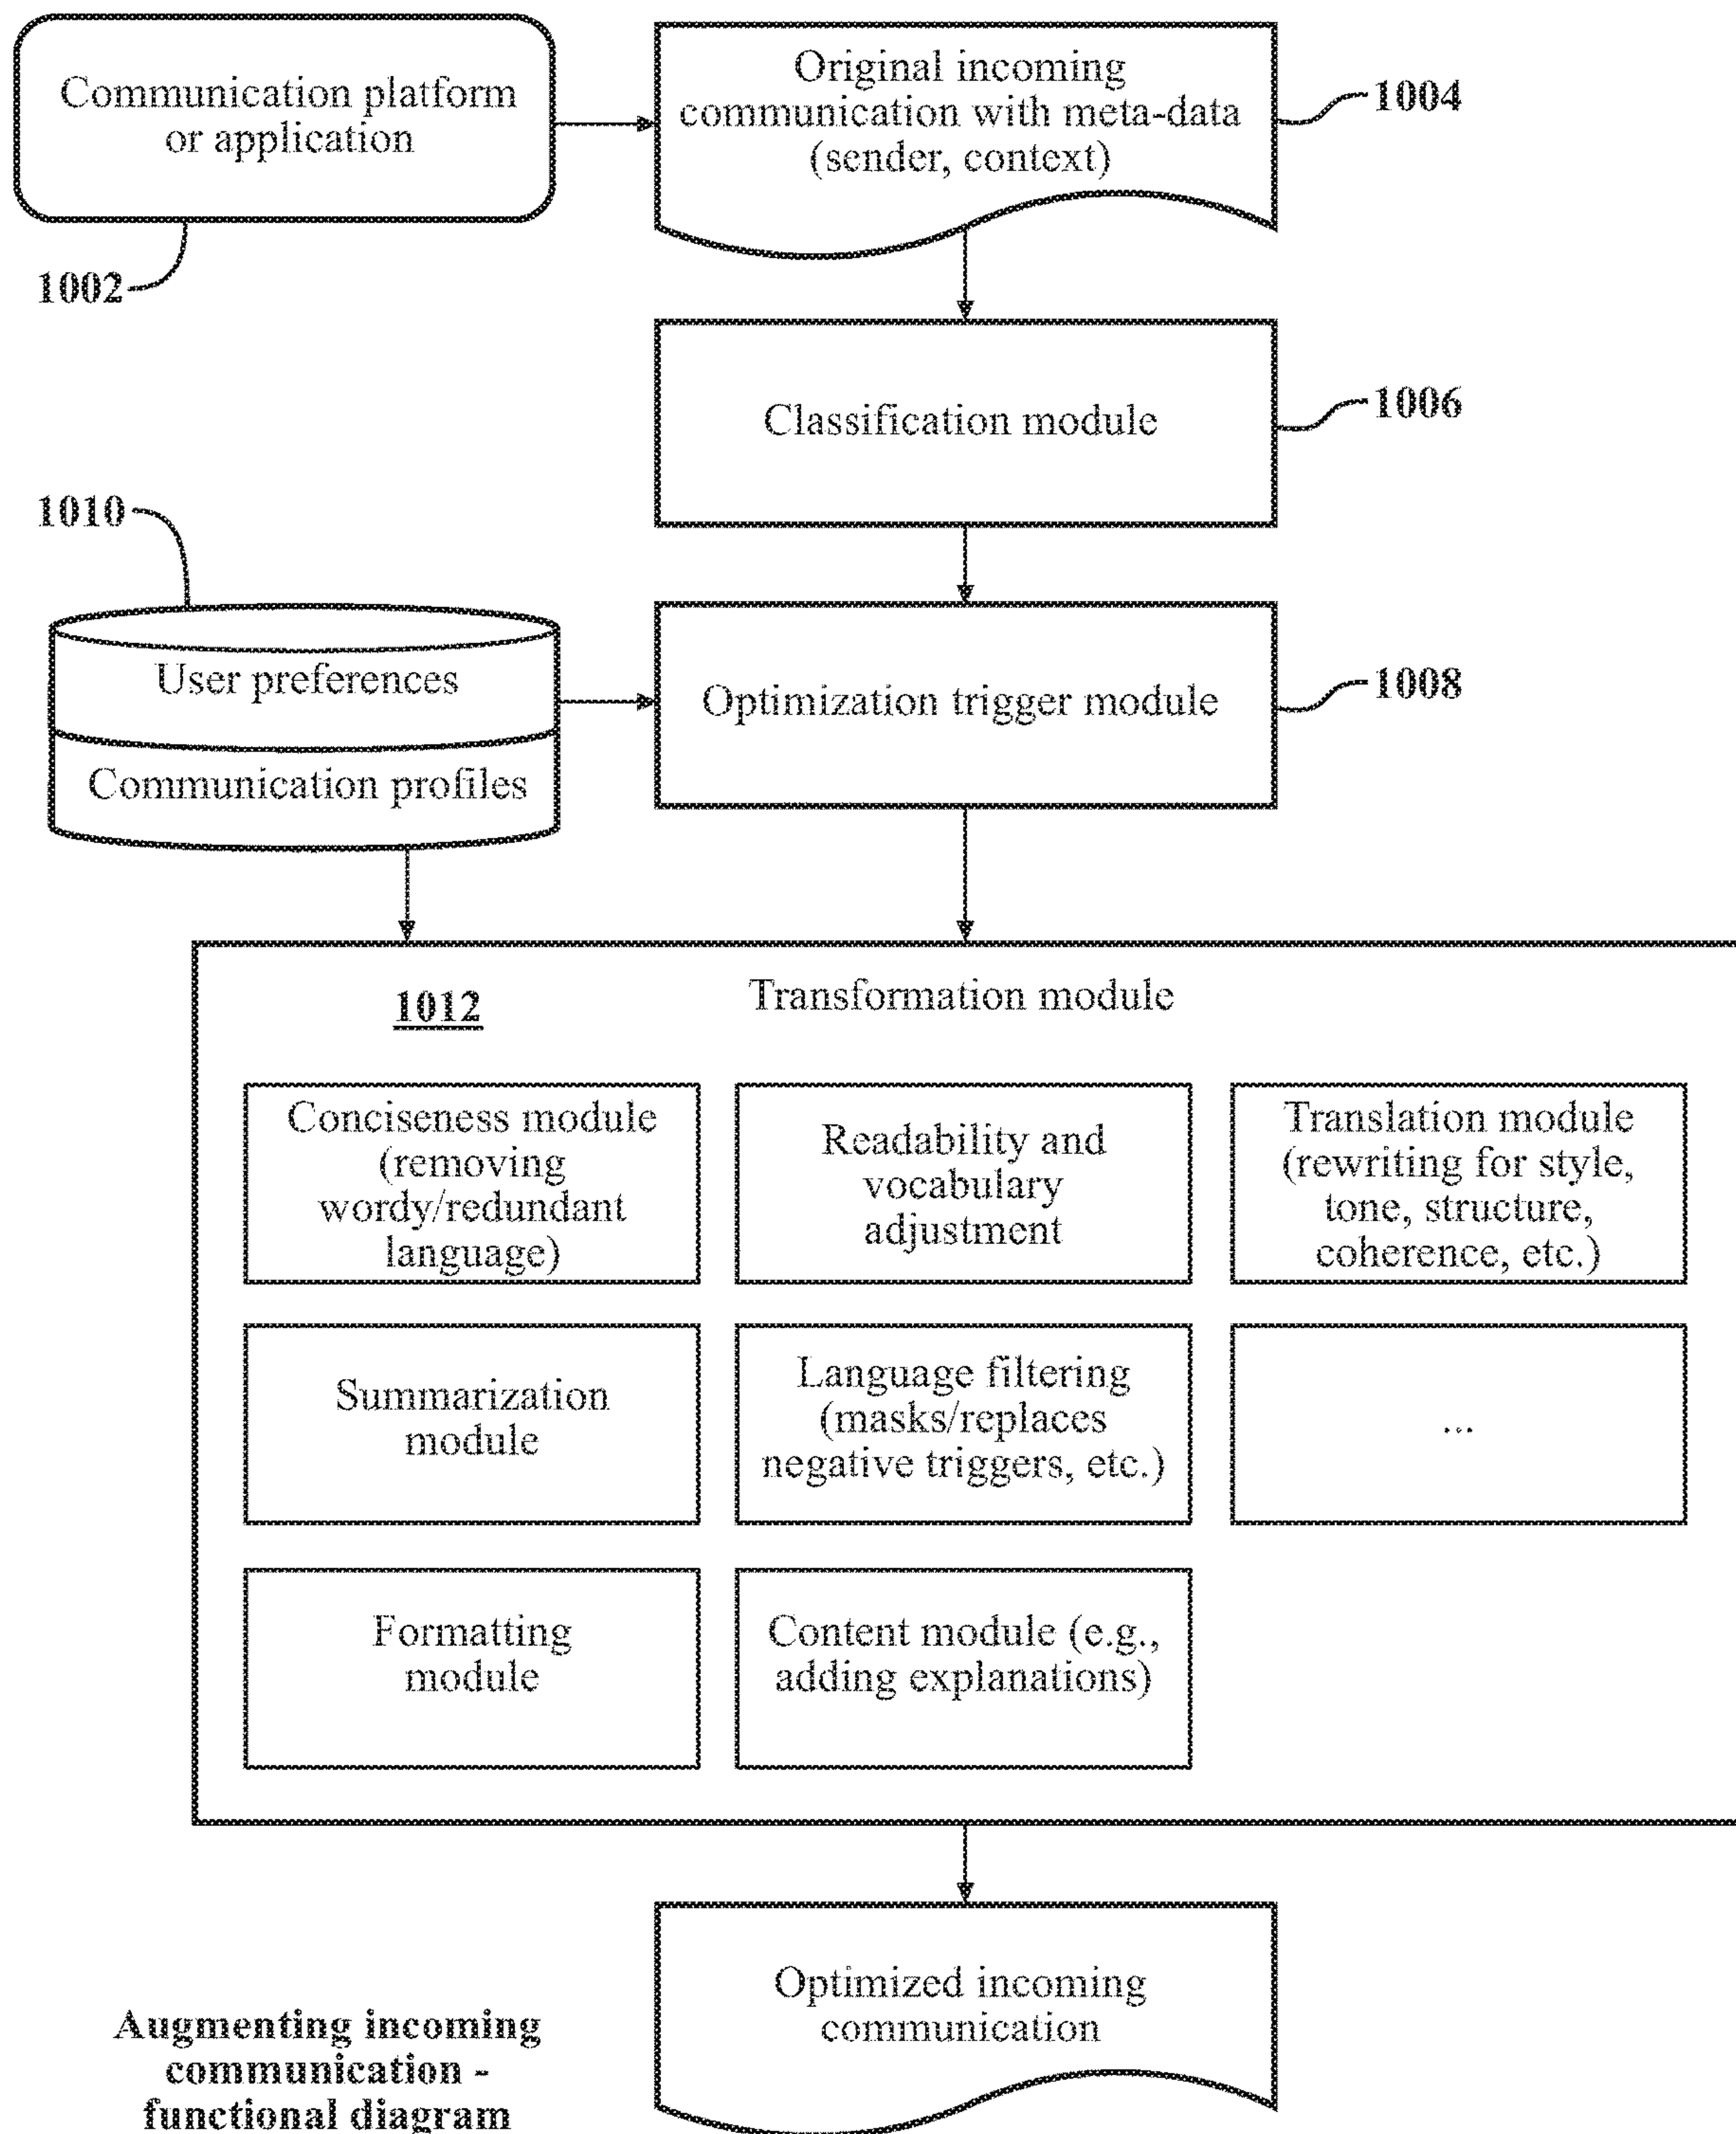 Communication platform
or application
1002
Original incoming
communication with meta-data
(sender, context)
1004
Classification module
1006
1010
User preferences
Communication profiles
Optimization trigger module
1008
1012
Transformation module
Conciseness module
(removing
wordy/redundant
language)
Readability and
vocabulary
adjustment
Translation module
(rewriting for style,
tone, structure,
coherence, etc.)
Summarization
module
Language filtering
(masks/replaces
negative triggers, etc.)
...
Formatting
module
Content module (e.g.,
adding explanations)
Optimized incoming
communication
Augmenting incoming
communication -
functional diagram